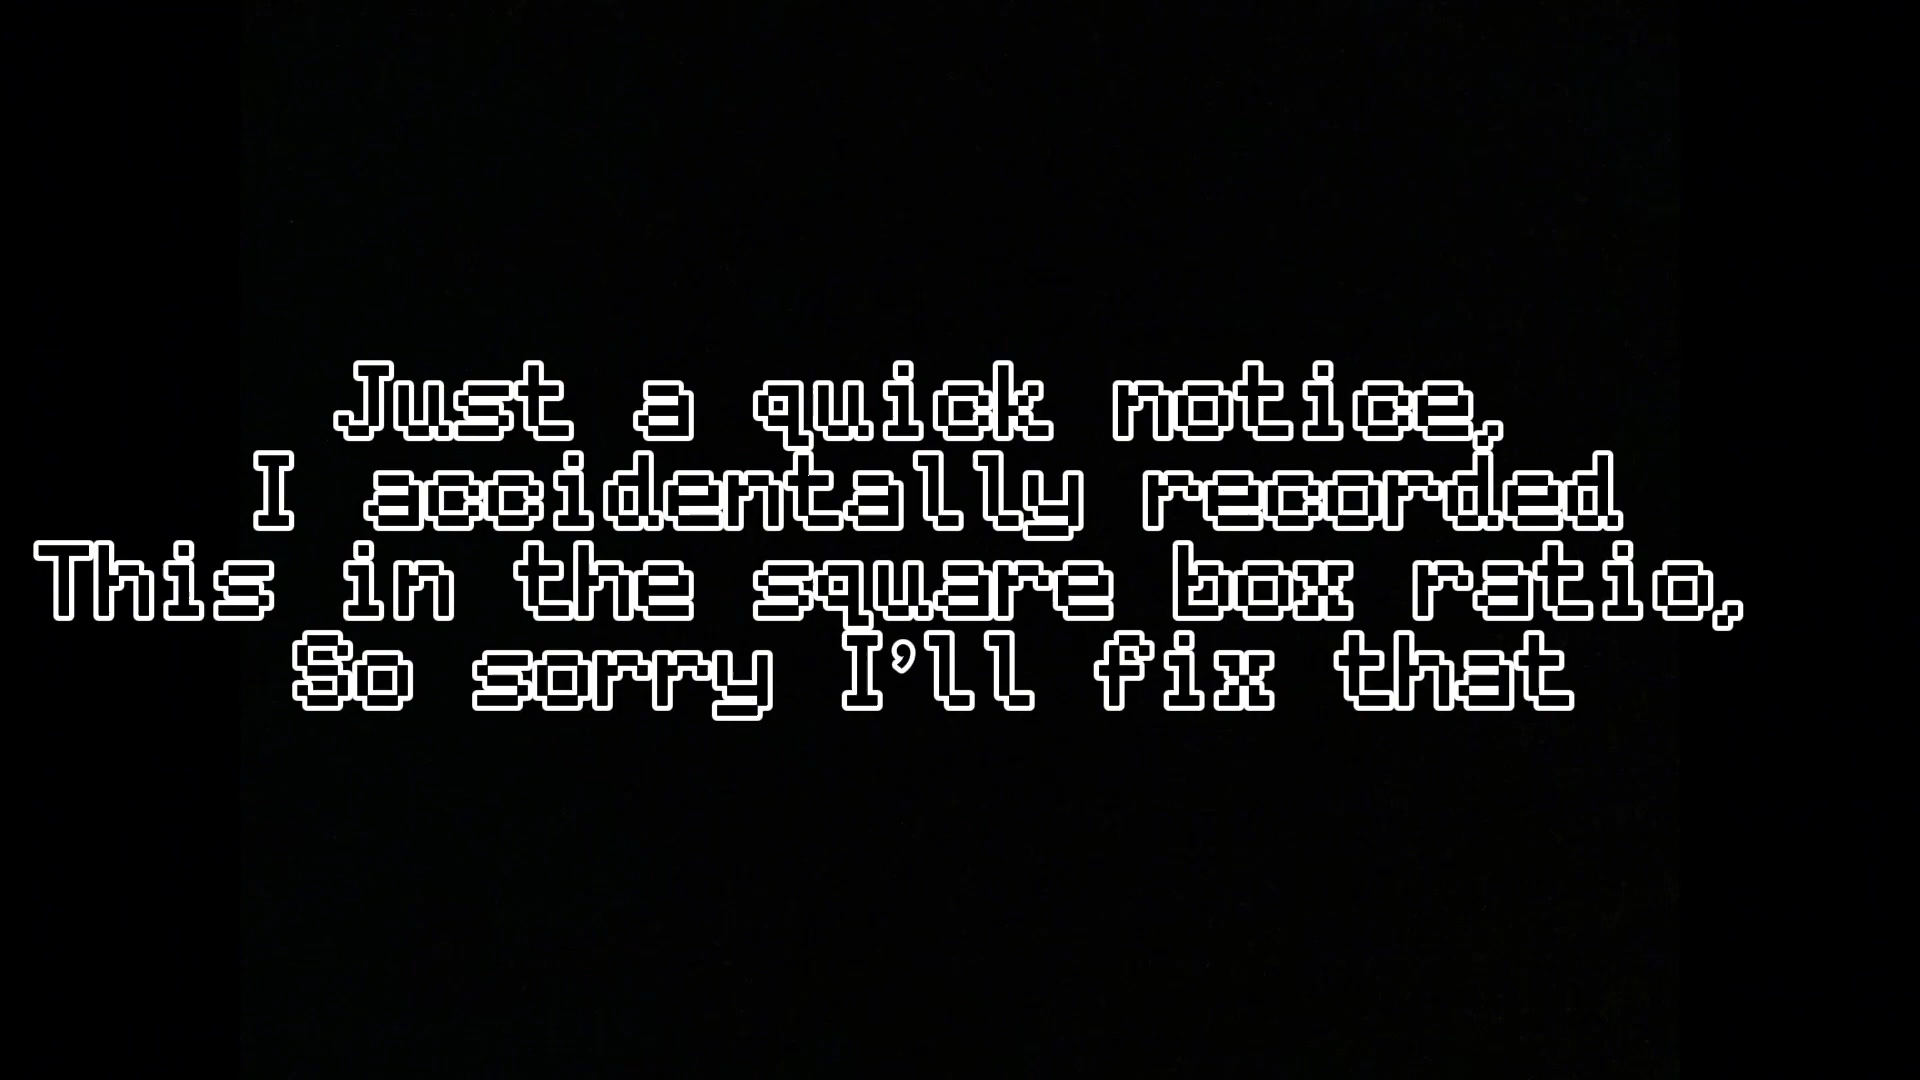 Just a quick notice,
I accidentally recorded
This in the square box ratio,
So sorry I’ll fix that